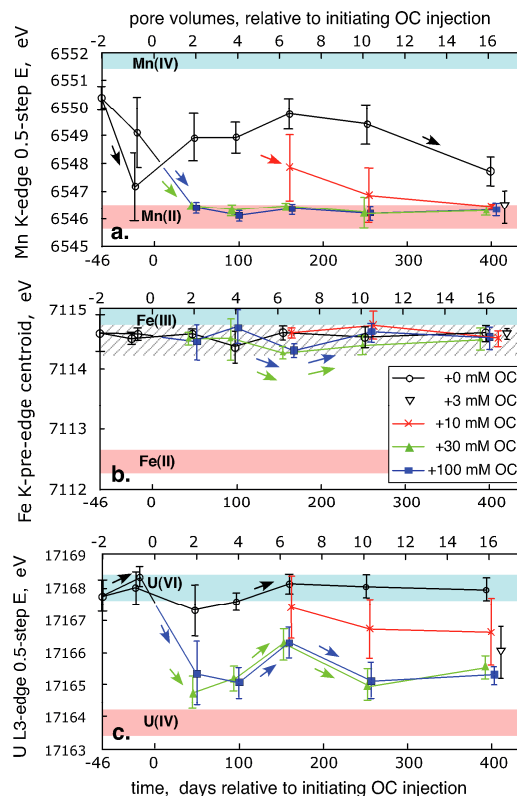 pore volumes, relative to initiating OC injection
-2 0 2 4 6 8 10 12 14 16
Mn K-edge 0.5-step E, eV
6552
6551
6550
6549
6548
6547
6546
6545
Mn(IV)
Mn(II)
a.
-46 0 100 200 300 400
-2 0 2 4 6 8 10 12 14 16
Fe K-pre-edge centroid, eV
7115
7114
7113
7112
Fe(III)
+0 mM OC
+3 mM OC
+10 mM OC
+30 mM OC
+100 mM OC
Fe(II)
b.
-46 0 100 200 300 400
-2 0 2 4 6 8 10 12 14 16
U L3-edge 0.5-step E, eV
17169
17168
17167
17166
17165
17164
17163
U(VI)
U(IV)
c.
-46 0 100 200 300 400
time, days relative to initiating OC injection